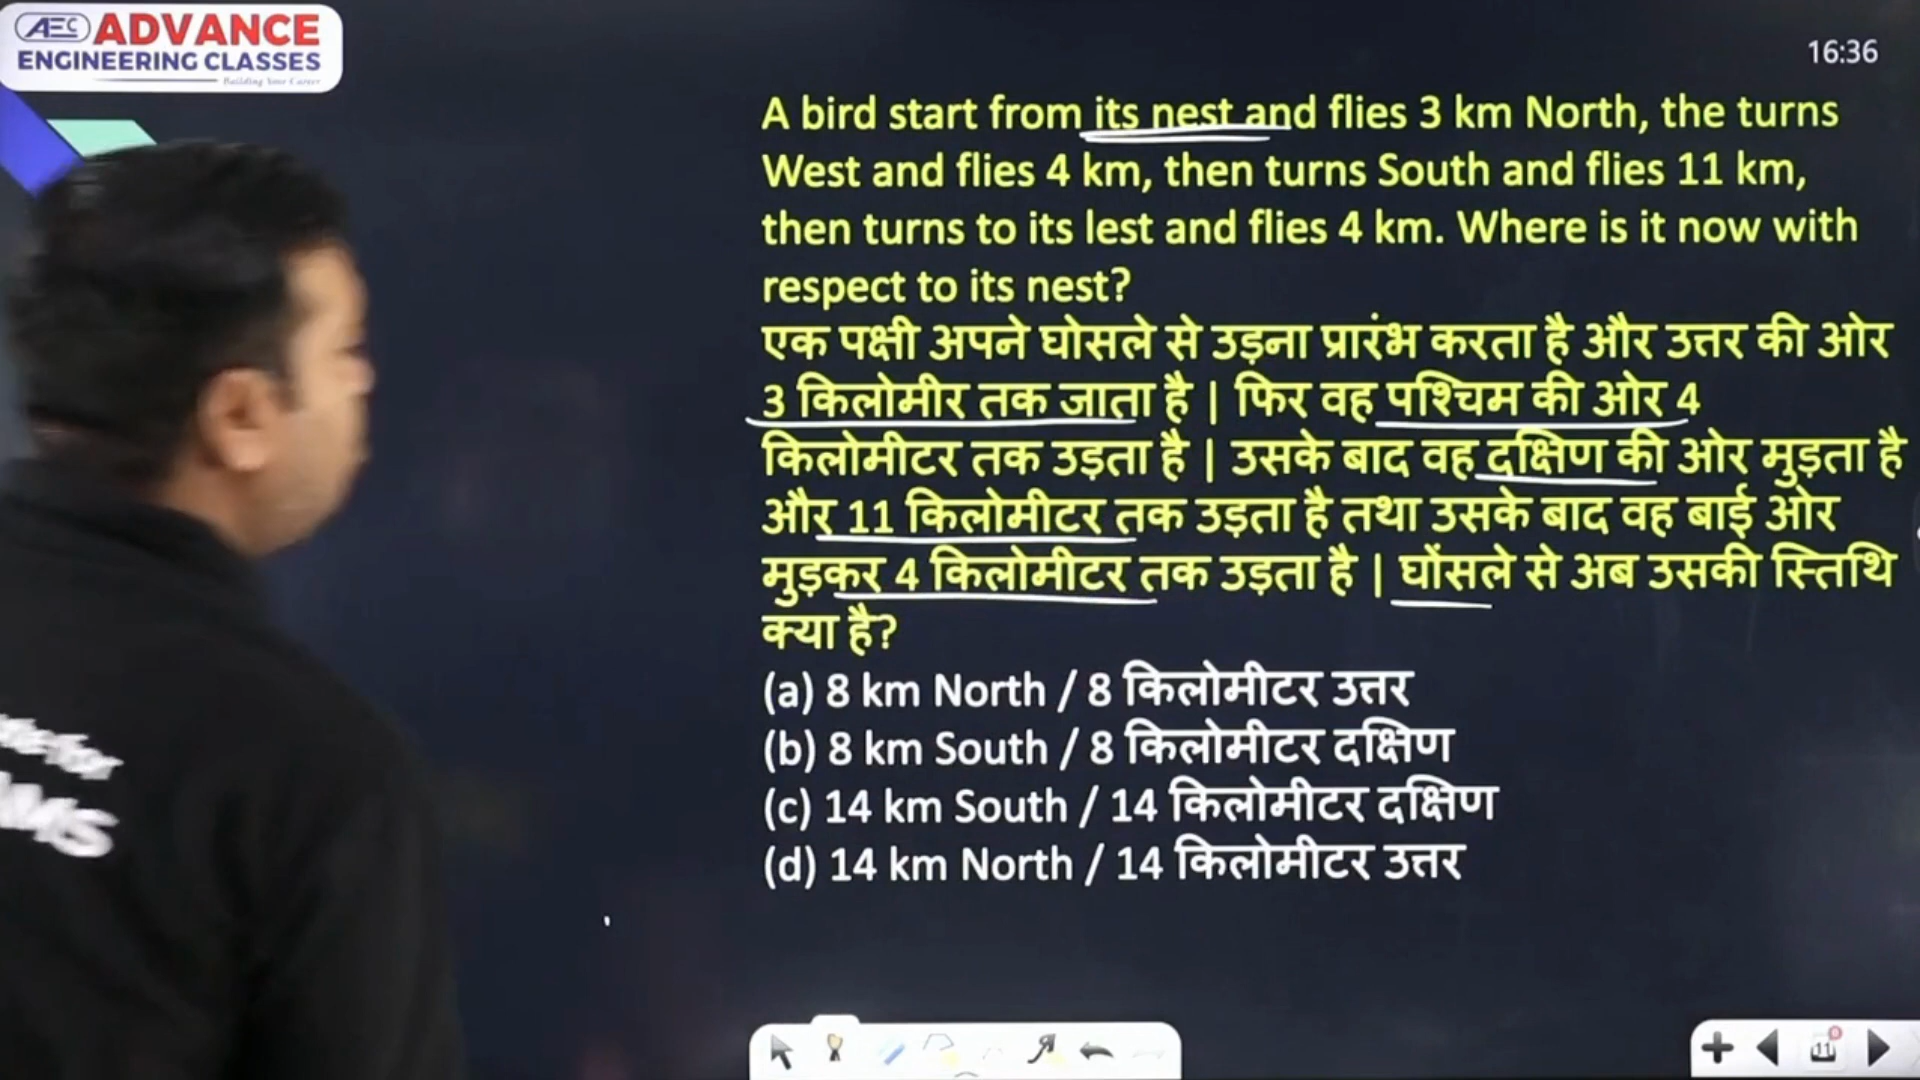 AEC ADVANCE
ENGINEERING CLASSES
Building Your Career
16:36
A bird start from its nest and flies 3 km North, the turns
West and flies 4 km, then turns South and flies 11 km,
then turns to its lest and flies 4 km. Where is it now with
respect to its nest?
एक पक्षी अपने घोसले से उड़ना प्रारंभ करता है और उत्तर की ओर
3 किलोमीर तक जाता है | फिर वह पश्चिम की ओर 4
किलोमीटर तक उड़ता है | उसके बाद वह दक्षिण की ओर मुड़ता है
और 11 किलोमीटर तक उड़ता है तथा उसके बाद वह बाई ओर
मुड़कर 4 किलोमीटर तक उड़ता है | घोंसले से अब उसकी स्तिथि
क्या है?
(a) 8 km North / 8 किलोमीटर उत्तर
(b) 8 km South / 8 किलोमीटर दक्षिण
(c) 14 km South / 14 किलोमीटर दक्षिण
(d) 14 km North / 14 किलोमीटर उत्तर
11